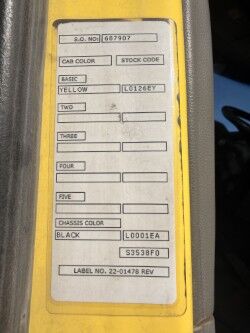 S.O. NO: 687907
CAB COLOR STOCK CODE
BASIC
YELLOW L0126EY
TWO
THREE
FOUR
FIVE
CHASSIS COLOR
BLACK L0001EA
S3538F0
LABEL NO. 22-01478 REV